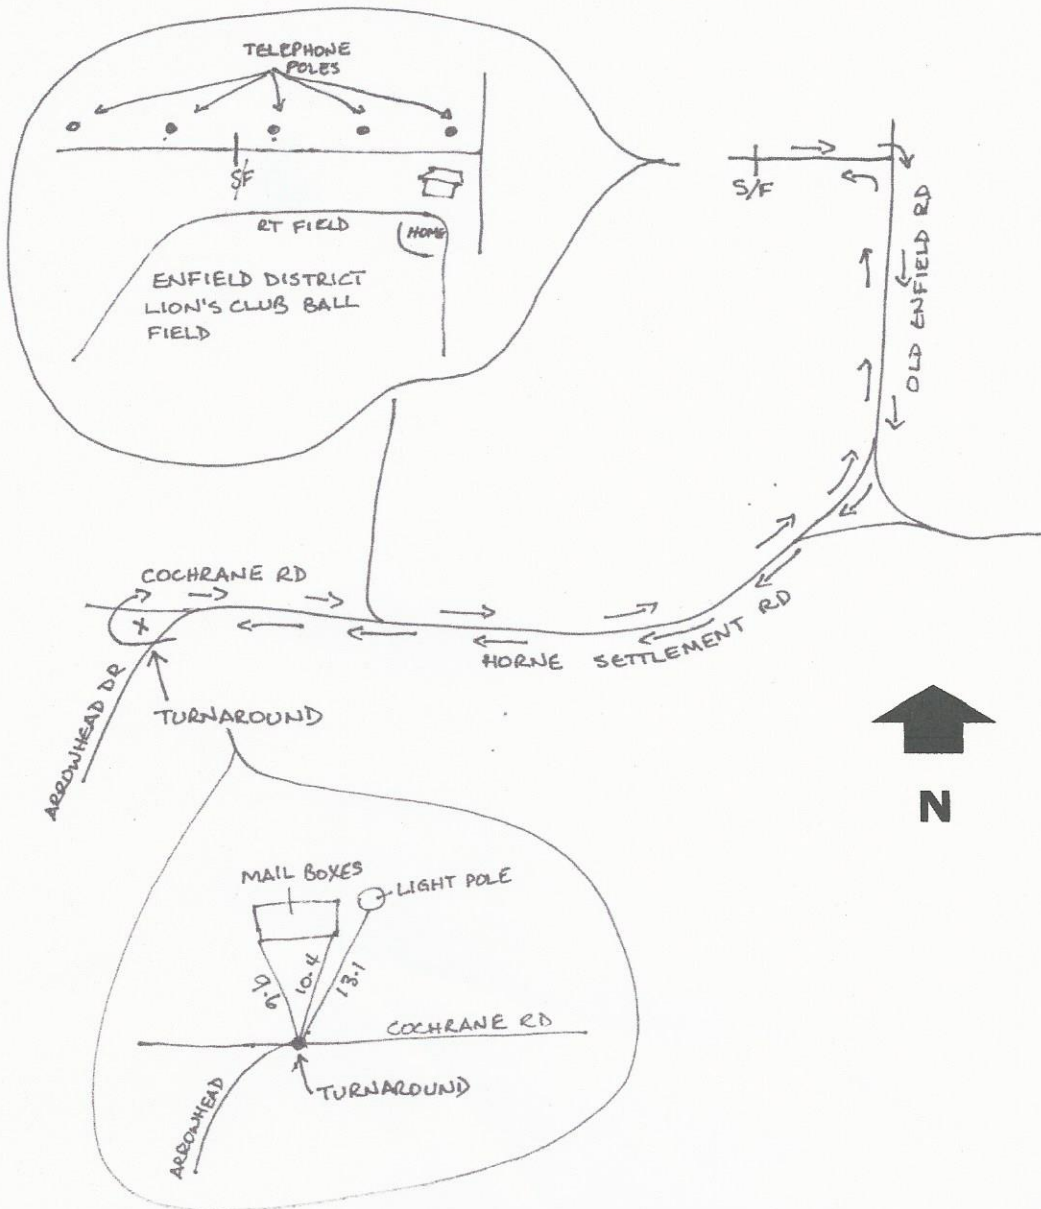 TELEPHONE
POLES
S/F
RT FIELD
HOME
ENFIELD DISTRICT
LION'S CLUB BALL
FIELD
S/F
OLD ENFIELD RD
COCHRANE RD
HORNE SETTLEMENT RD
ARROWHEAD DR
TURNAROUND
N
MAIL BOXES
LIGHT POLE
9.6
10.4
13.1
COCHRANE RD
TURNAROUND
ARROWHEAD